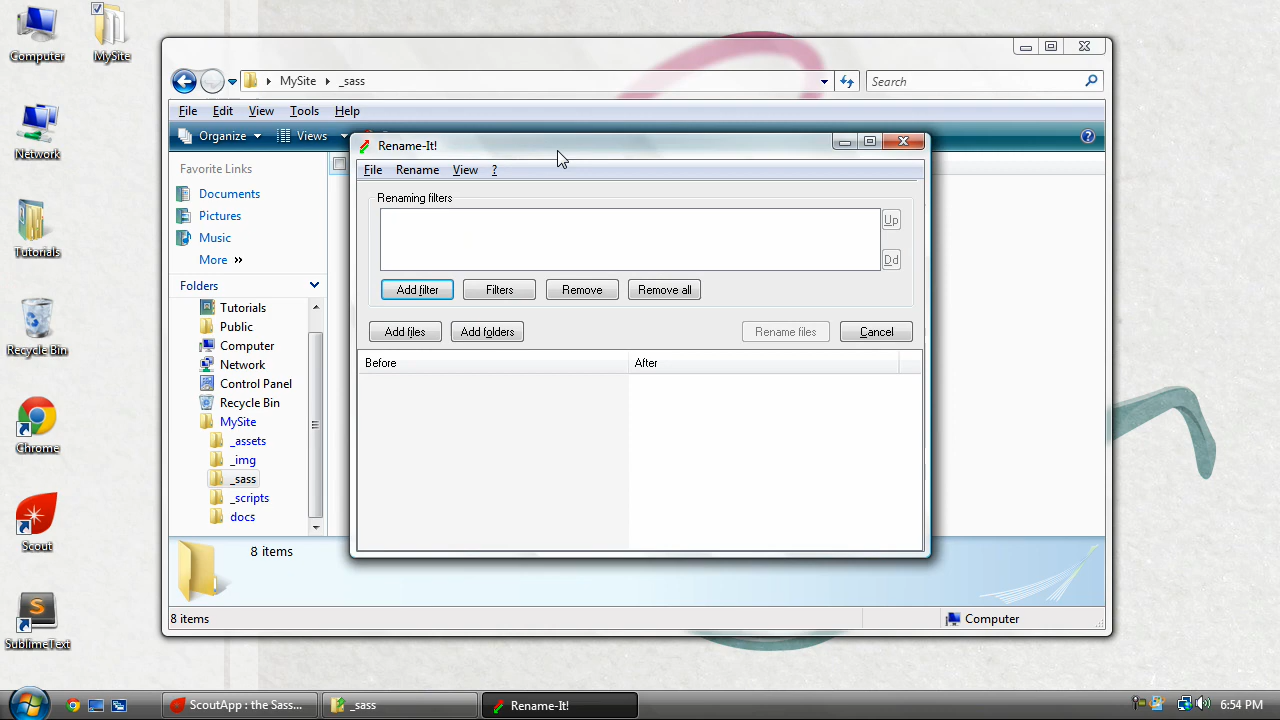 Computer
MySite
Network
Tutorials
Recycle Bin
Chrome
Scout
SublimeText
MySite
_sass
Search
File
Edit
View
Tools
Help
Organize
Views
Favorite Links
Documents
Pictures
Music
More »
Folders
Tutorials
Public
Computer
Network
Control Panel
Recycle Bin
MySite
_assets
_img
_sass
_scripts
docs
8 items
8 items
Computer
Rename-It!
File
Rename
View
?
Renaming filters
Up
Dd
Add filter
Filters
Remove
Remove all
Add files
Add folders
Rename files
Cancel
Before
After
ScoutApp : the Sass...
_sass
Rename-It!
6:54 PM